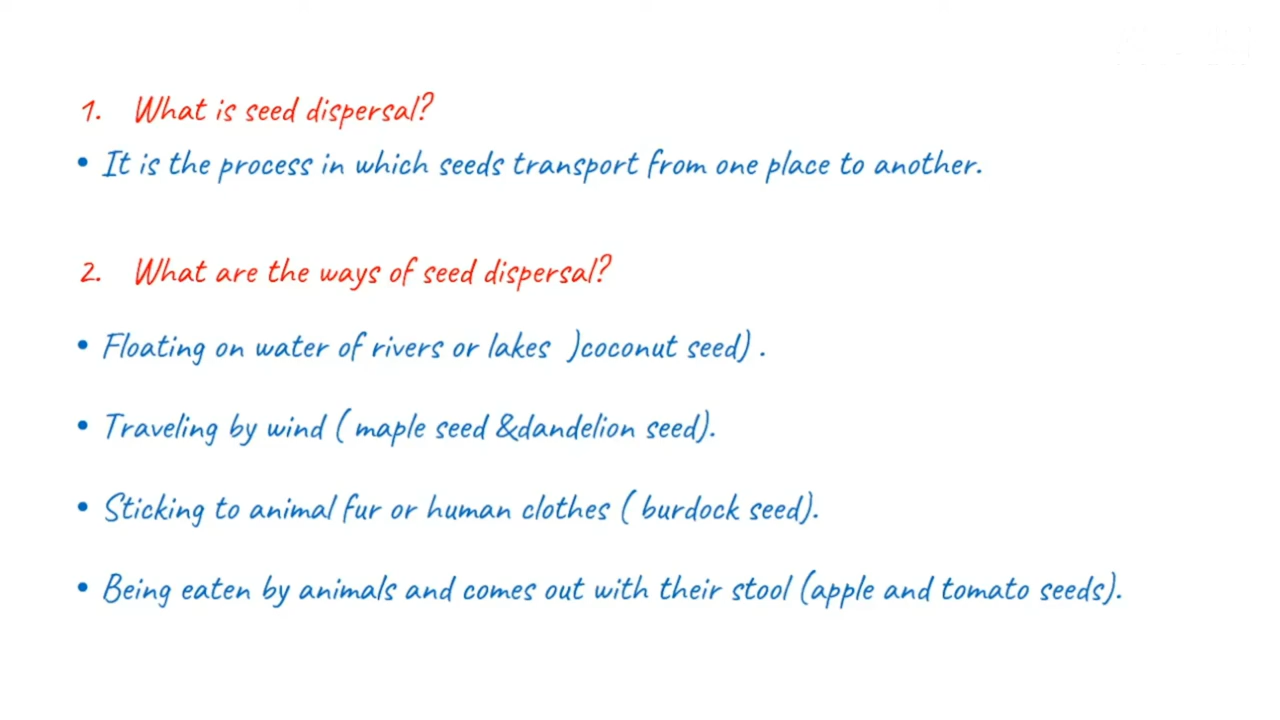 1. What is seed dispersal?
• It is the process in which seeds transport from one place to another.
2. What are the ways of seed dispersal?
• Floating on water of rivers or lakes )coconut seed) .
• Traveling by wind ( maple seed &dandelion seed).
• Sticking to animal fur or human clothes ( burdock seed).
• Being eaten by animals and comes out with their stool (apple and tomato seeds).